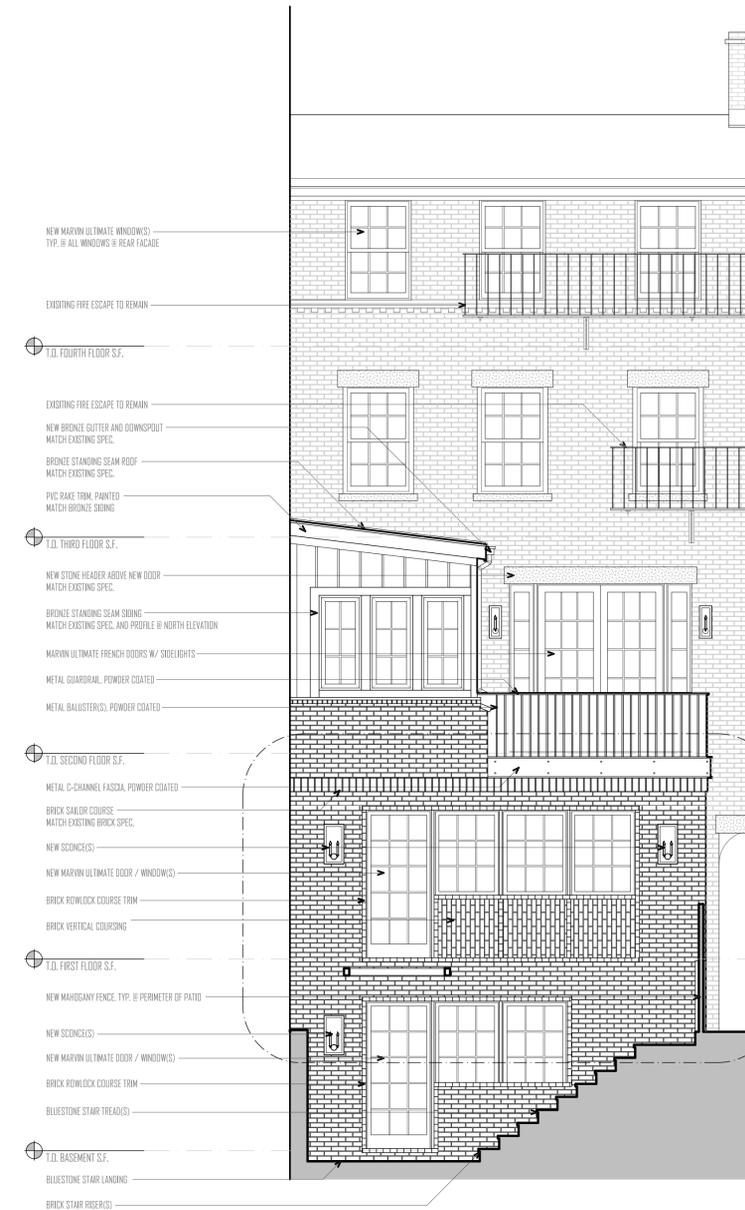 NEW MARVIN ULTIMATE WINDOW(S)
TYP. @ ALL WINDOWS @ REAR FACADE
EXISITING FIRE ESCAPE TO REMAIN
T.O. FOURTH FLOOR S.F.
EXISITING FIRE ESCAPE TO REMAIN
NEW BRONZE GUTTER AND DOWNSPOUT
MATCH EXISTING SPEC.
BRONZE STANDING SEAM ROOF
MATCH EXISTING SPEC.
PVC RAKE TRIM, PAINTED
MATCH BRONZE SIDING
T.O. THIRD FLOOR S.F.
NEW STONE HEADER ABOVE NEW DOOR
MATCH EXISTING SPEC.
BRONZE STANDING SEAM SIDING
MATCH EXISTING SPEC. AND PROFILE @ NORTH ELEVATION
MARVIN ULTIMATE FRENCH DOORS W/ SIDELIGHTS
METAL GUARDRAIL, POWDER COATED
METAL BALUSTER(S), POWDER COATED
T.O. SECOND FLOOR S.F.
METAL C-CHANNEL FASCIA, POWDER COATED
BRICK SAILOR COURSE
MATCH EXISTING BRICK SPEC.
NEW SCONCE(S)
NEW MARVIN ULTIMATE DOOR / WINDOW(S)
BRICK ROWLOCK COURSE TRIM
BRICK VERTICAL COURSING
T.O. FIRST FLOOR S.F.
NEW MAHOGANY FENCE, TYP. @ PERIMETER OF PATIO
NEW SCONCE(S)
NEW MARVIN ULTIMATE DOOR / WINDOW(S)
BRICK ROWLOCK COURSE TRIM
BLUESTONE STAIR TREAD(S)
T.O. BASEMENT S.F.
BLUESTONE STAIR LANDING
BRICK STAIR RISER(S)